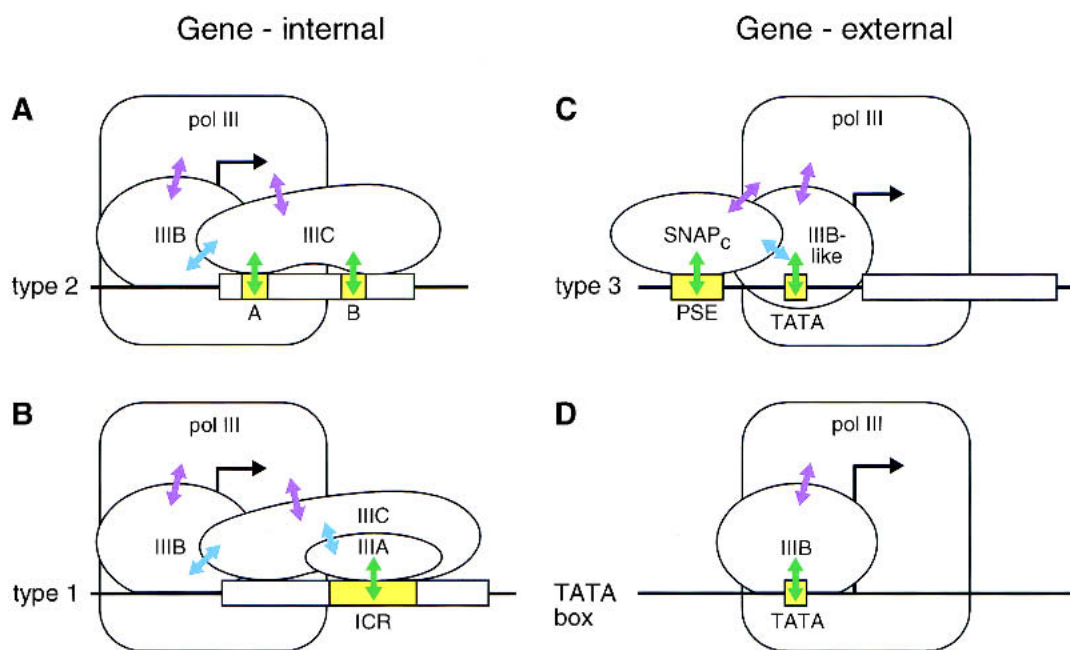 Gene - internal
Gene - external
A
pol III
IIIB
IIIC
type 2
A
B
C
pol III
SNAPc
IIIB-
like
type 3
PSE
TATA
B
pol III
IIIC
IIIA
IIIB
type 1
ICR
D
pol III
IIIB
TATA
box
TATA